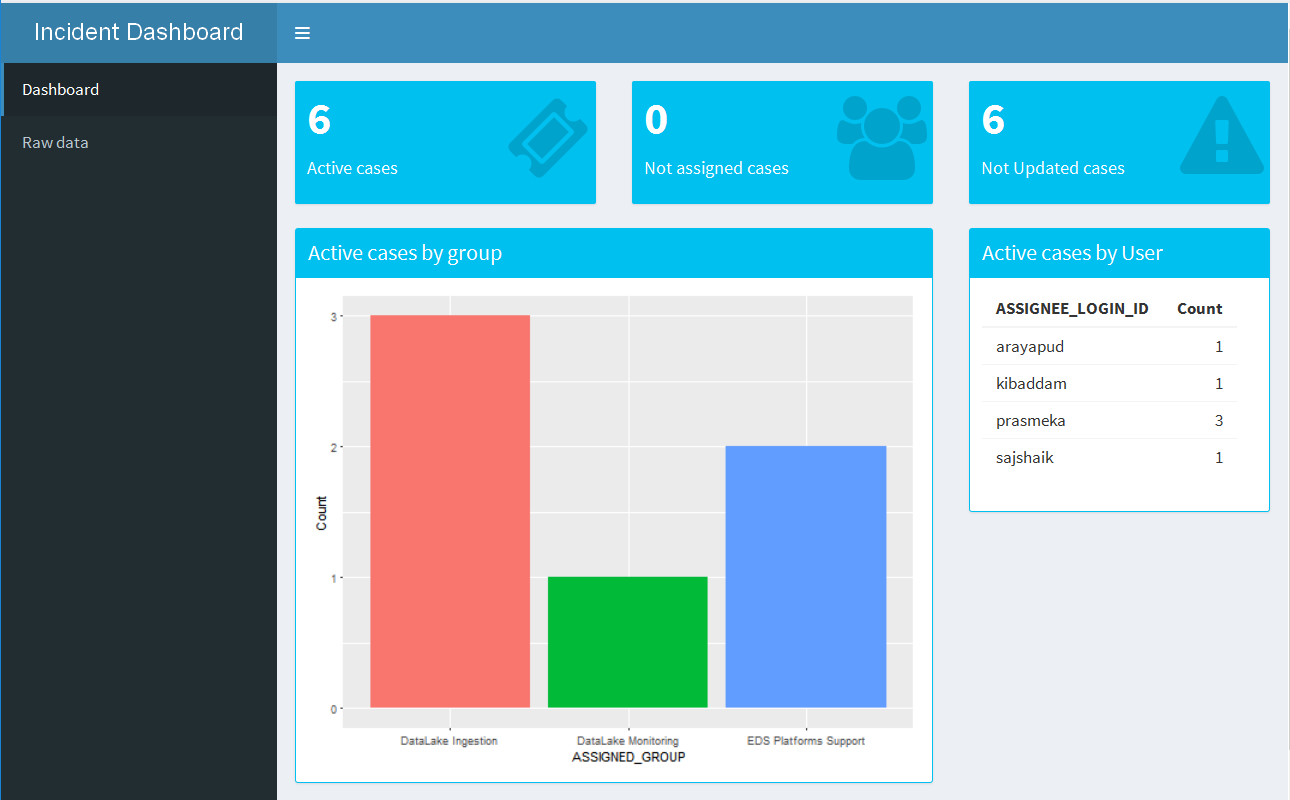 Incident Dashboard
Dashboard
Raw data
6
Active cases
0
Not assigned cases
6
Not Updated cases
Active cases by group
3
2
1
0
Count
DataLake Ingestion DataLake Monitoring EDS Platforms Support
ASSIGNED_GROUP
Active cases by User
ASSIGNEE_LOGIN_ID Count
arayapud 1
kibaddam 1
prasmeka 3
sajshaik 1